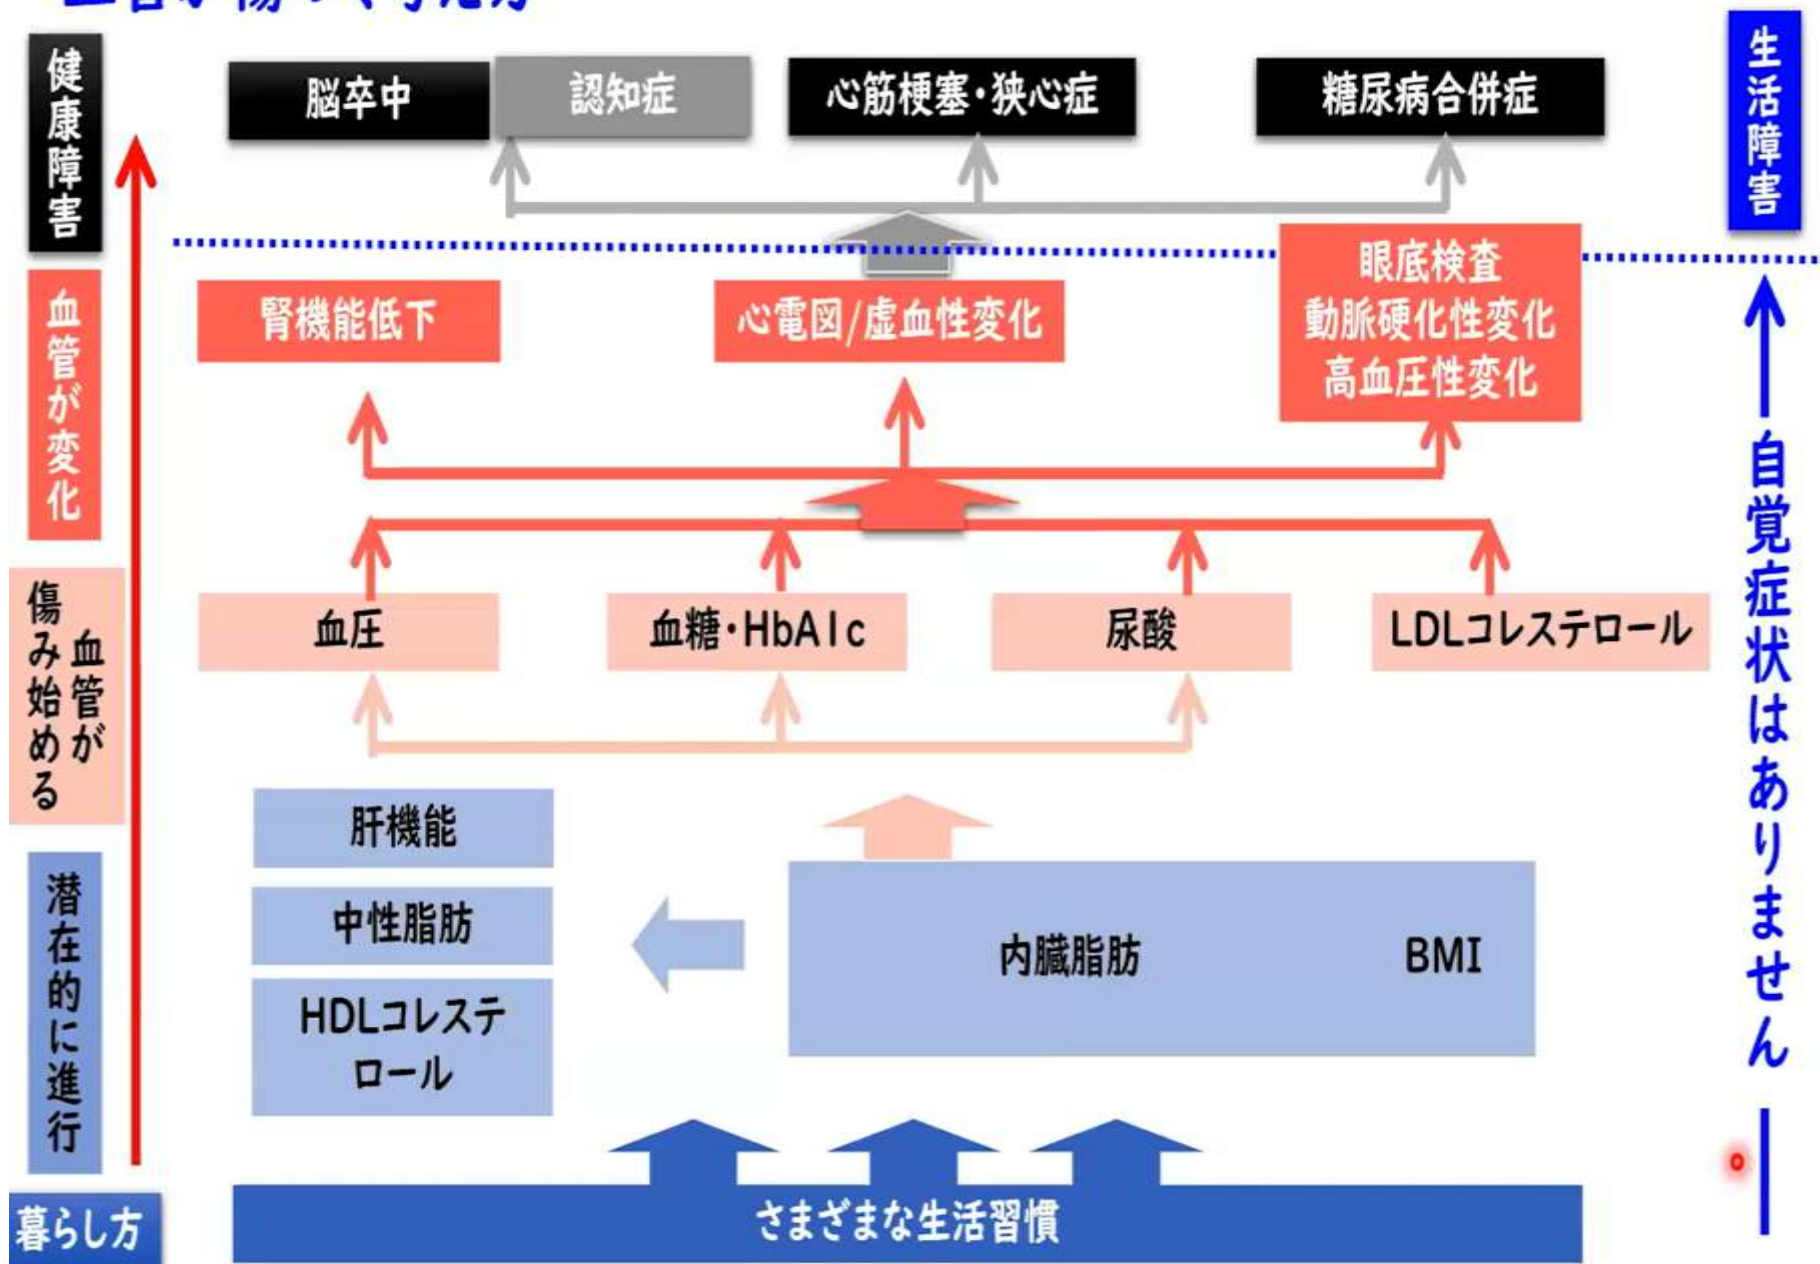 健康障害
脳卒中
認知症
心筋梗塞・狭心症
糖尿病合併症
生活障害
血管が変化
腎機能低下
心電図/虚血性変化
眼底検査
動脈硬化性変化
高血圧性変化
自覚症状はありません
血管が
傷み始める
血圧
血糖・HbA1c
尿酸
LDLコレステロール
潜在的に進行
肝機能
中性脂肪
HDLコレステ
ロール
内臓脂肪 BMI
暮らし方
さまざまな生活習慣